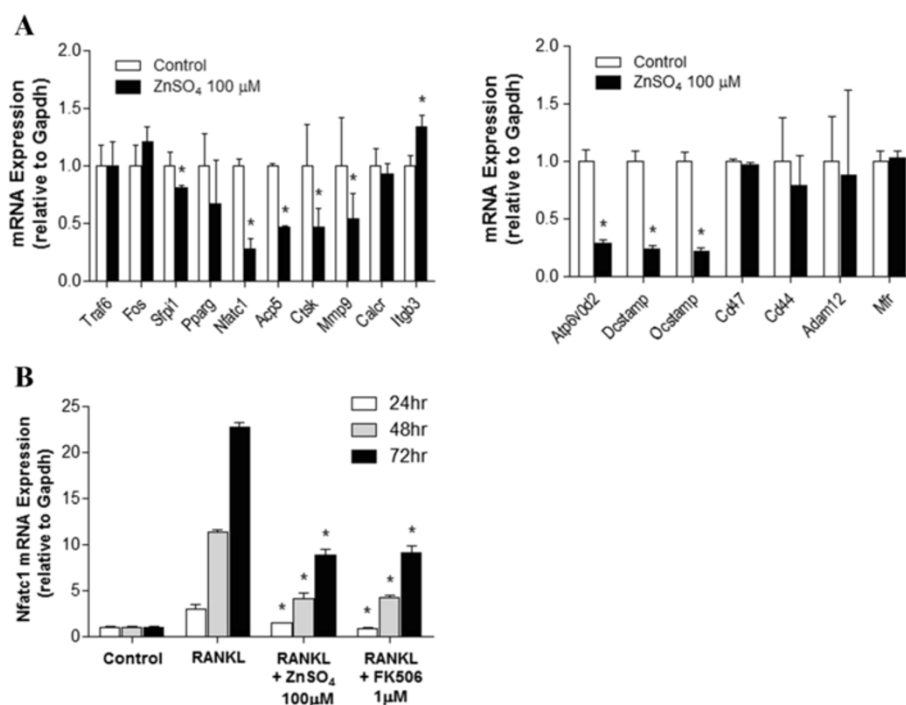 A
mRNA Expression
(relative to Gapdh)
2.0
1.5
1.0
0.5
0.0
Control
ZnSO₄ 100 μM
*
*
*
*
*
*
Traf6
Fos
Sfpi1
Pparg
Nfatc1
Acp5
Ctsk
Mmp9
Calcr
Itgb3
mRNA Expression
(relative to Gapdh)
2.0
1.5
1.0
0.5
0.0
Control
ZnSO₄ 100 μM
*
*
*
Atp6v0d2
Dcstamp
Ocstamp
Cd47
Cd44
Adam12
Mfr
B
Nfatc1 mRNA Expression
(relative to Gapdh)
25
20
15
10
5
0
24hr
48hr
72hr
*
*
*
*
*
*
Control
RANKL
RANKL
+ ZnSO₄
100μM
RANKL
+ FK506
1μM